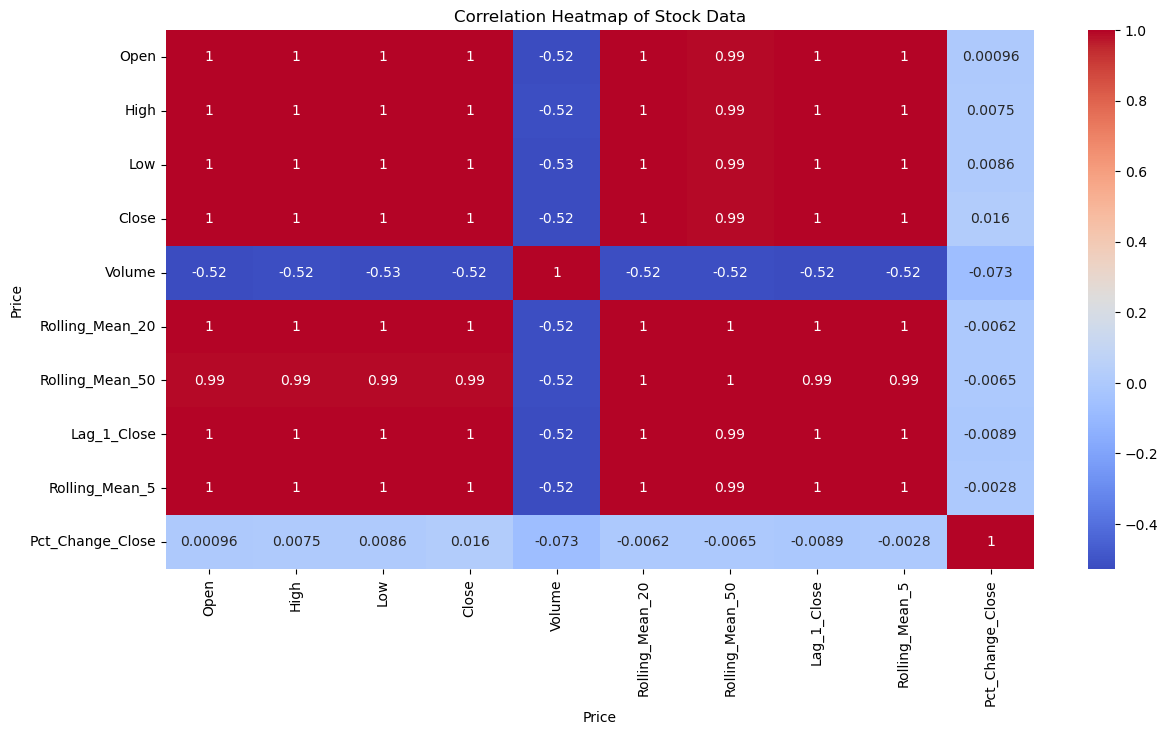 Correlation Heatmap of Stock Data
Open 1 1 1 1 -0.52 1 0.99 1 1 0.00096
High 1 1 1 1 -0.52 1 0.99 1 1 0.0075
Low 1 1 1 1 -0.53 1 0.99 1 1 0.0086
Close 1 1 1 1 -0.52 1 0.99 1 1 0.016
Volume -0.52 -0.52 -0.53 -0.52 1 -0.52 -0.52 -0.52 -0.52 -0.073
Rolling_Mean_20 1 1 1 1 -0.52 1 1 1 1 -0.0062
Rolling_Mean_50 0.99 0.99 0.99 0.99 -0.52 1 1 0.99 0.99 -0.0065
Lag_1_Close 1 1 1 1 -0.52 1 0.99 1 1 -0.0089
Rolling_Mean_5 1 1 1 1 -0.52 1 0.99 1 1 -0.0028
Pct_Change_Close 0.00096 0.0075 0.0086 0.016 -0.073 -0.0062 -0.0065 -0.0089 -0.0028 1
Price
Open
High
Low
Close
Volume
Rolling_Mean_20
Rolling_Mean_50
Lag_1_Close
Rolling_Mean_5
Pct_Change_Close
Price
1.0
0.8
0.6
0.4
0.2
0.0
−0.2
−0.4